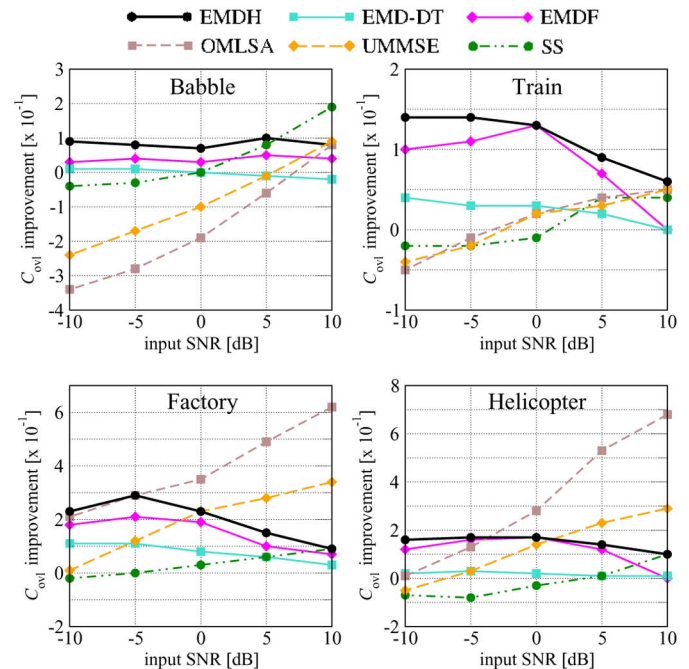 EMDH EMD-DT EMDF
OMLSA UMMSE SS
Babble
C_ovl improvement [x 10^-1]
3
2
1
0
-1
-2
-3
-4
-10 -5 0 5 10
input SNR [dB]
Train
C_ovl improvement [x 10^-1]
2
1
0
-1
-10 -5 0 5 10
input SNR [dB]
Factory
C_ovl improvement [x 10^-1]
6
4
2
0
-2
-10 -5 0 5 10
input SNR [dB]
Helicopter
C_ovl improvement [x 10^-1]
8
6
4
2
0
-2
-10 -5 0 5 10
input SNR [dB]